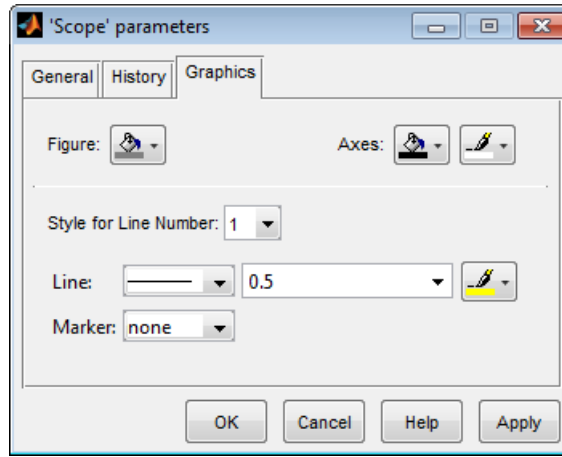 'Scope' parameters
General History Graphics
Figure: Axes:
Style for Line Number: 1
Line: 0.5
Marker: none
OK Cancel Help Apply